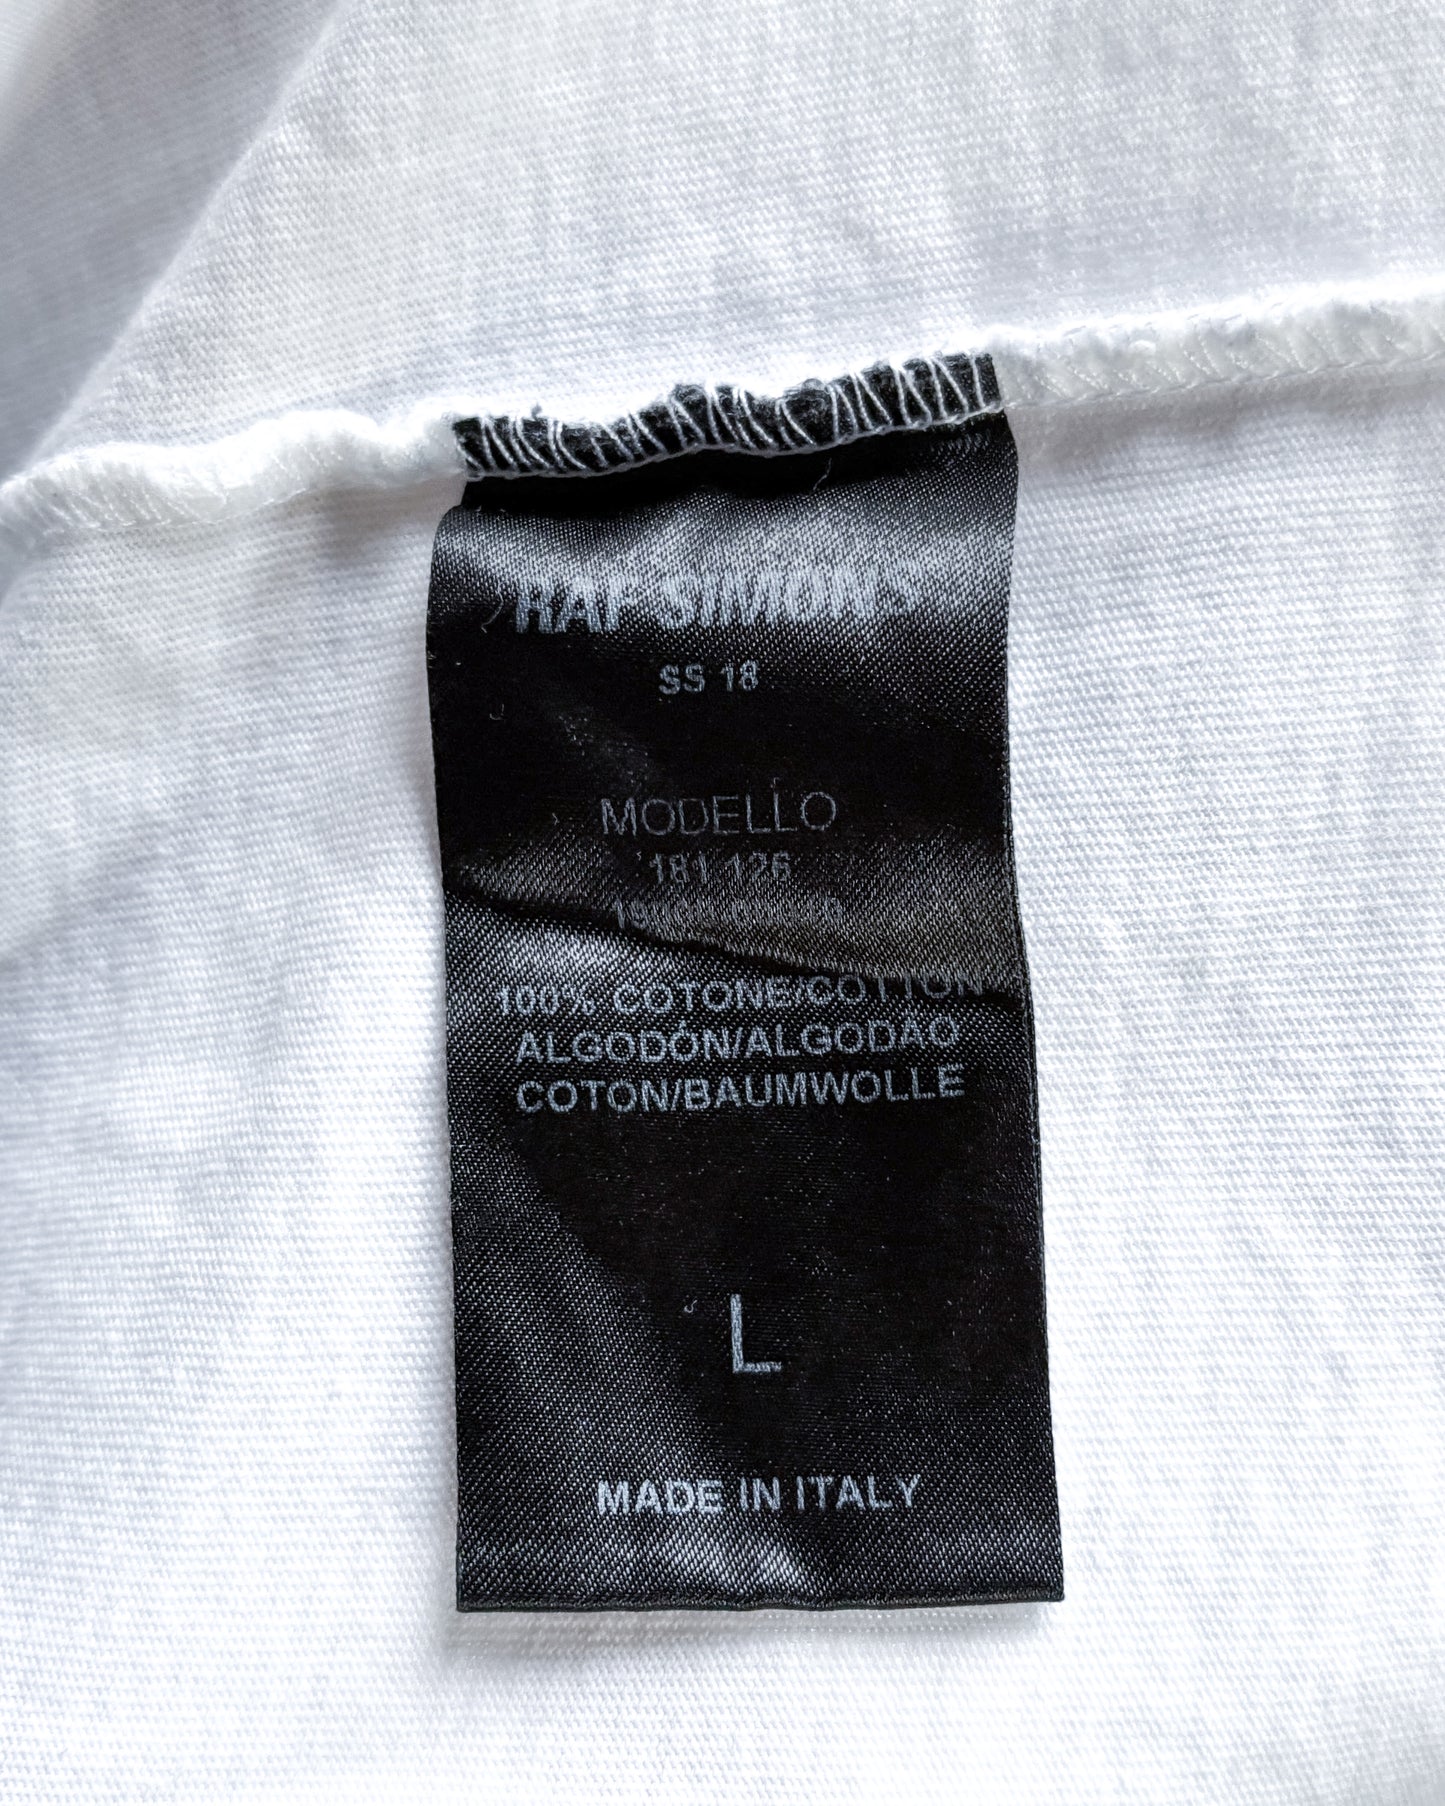 RAF SIMONS
SS 18
MODELLO
181 126
100% COTONE/COTTON
ALGODÓN/ALGODÃO
COTON/BAUMWOLLE
L
MADE IN ITALY